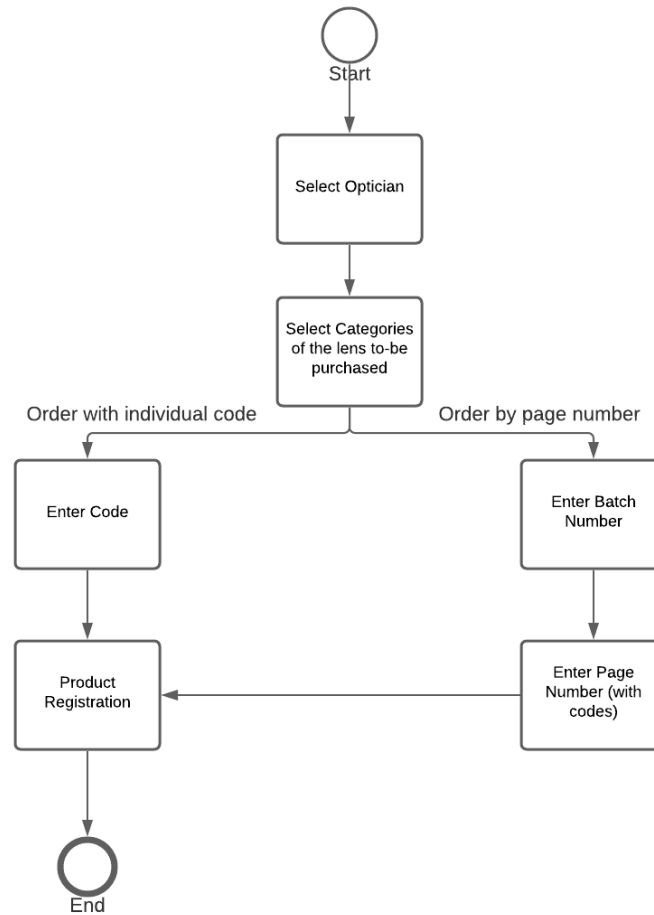 Start
Select Optician
Select Categories
of the lens to-be
purchased
Order with individual code
Order by page number
Enter Code
Enter Batch
Number
Product
Registration
Enter Page
Number (with
codes)
End